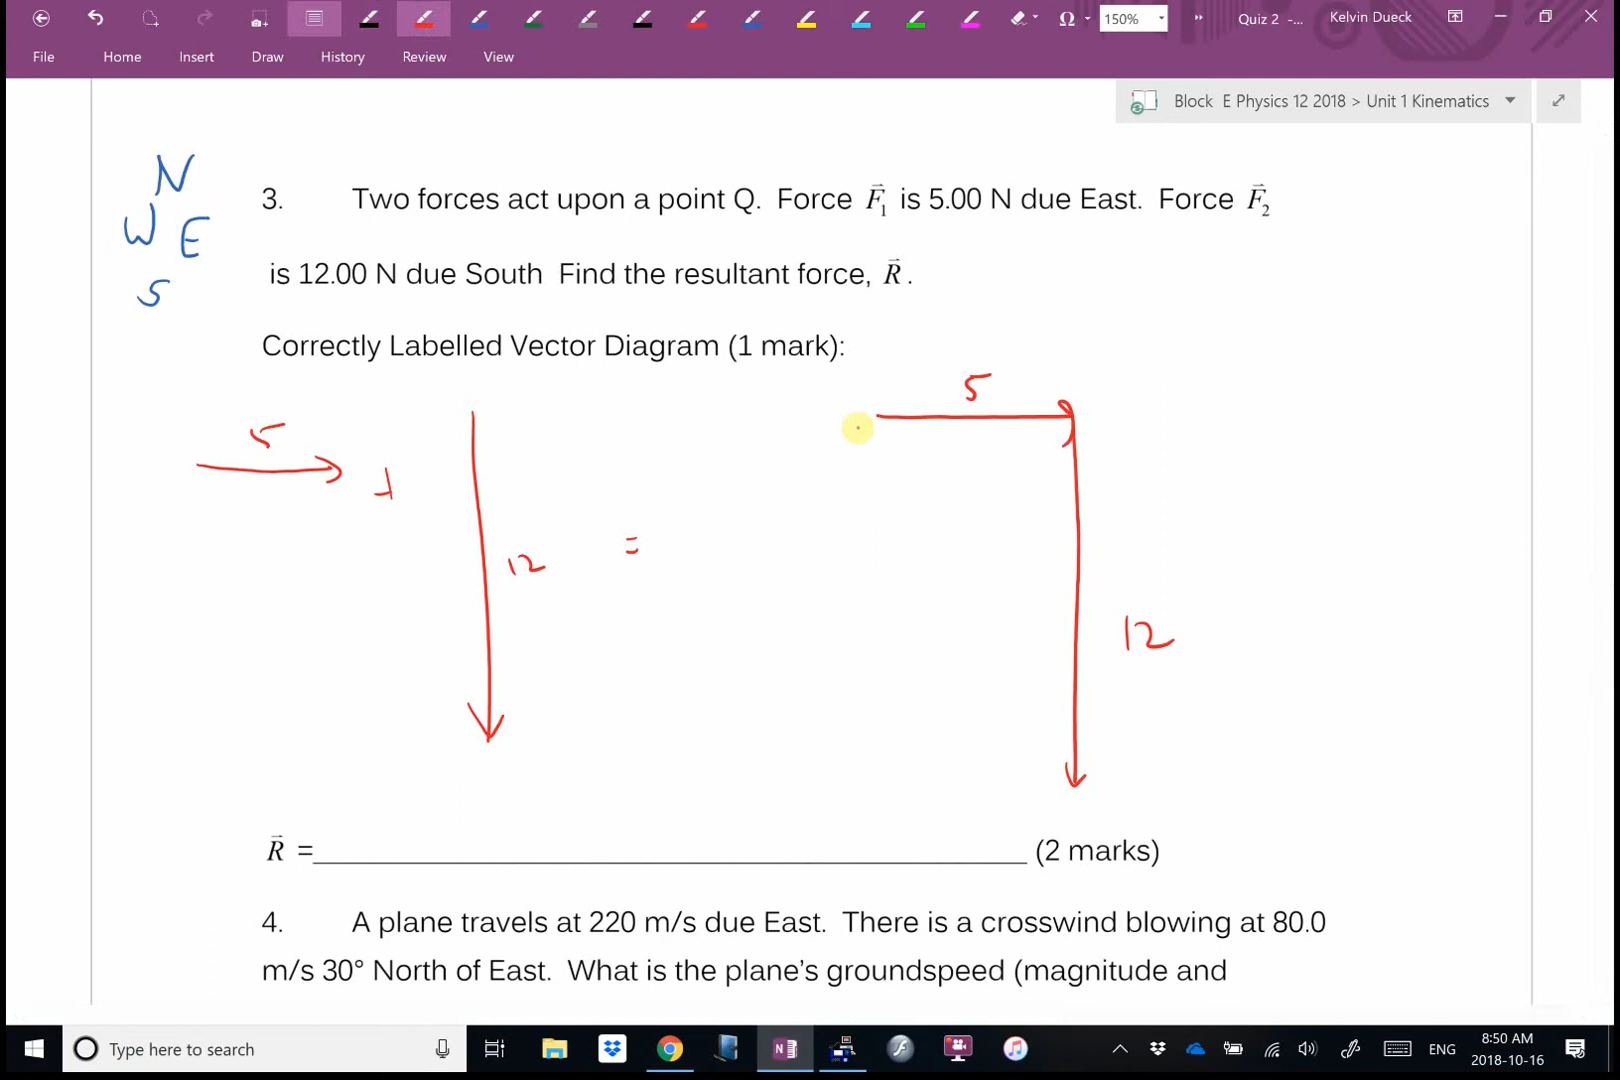 150%
Quiz 2 -...
Kelvin Dueck
File Home Insert Draw History Review View
Block E Physics 12 2018 > Unit 1 Kinematics
N
W E
S
3. Two forces act upon a point Q. Force F⃗₁ is 5.00 N due East. Force F⃗₂
is 12.00 N due South Find the resultant force, R⃗ .
Correctly Labelled Vector Diagram (1 mark):
5
5 +
12 =
12
R⃗ =____________________________________________ (2 marks)
4. A plane travels at 220 m/s due East. There is a crosswind blowing at 80.0
m/s 30° North of East. What is the plane’s groundspeed (magnitude and
Type here to search
ENG
8:50 AM
2018-10-16